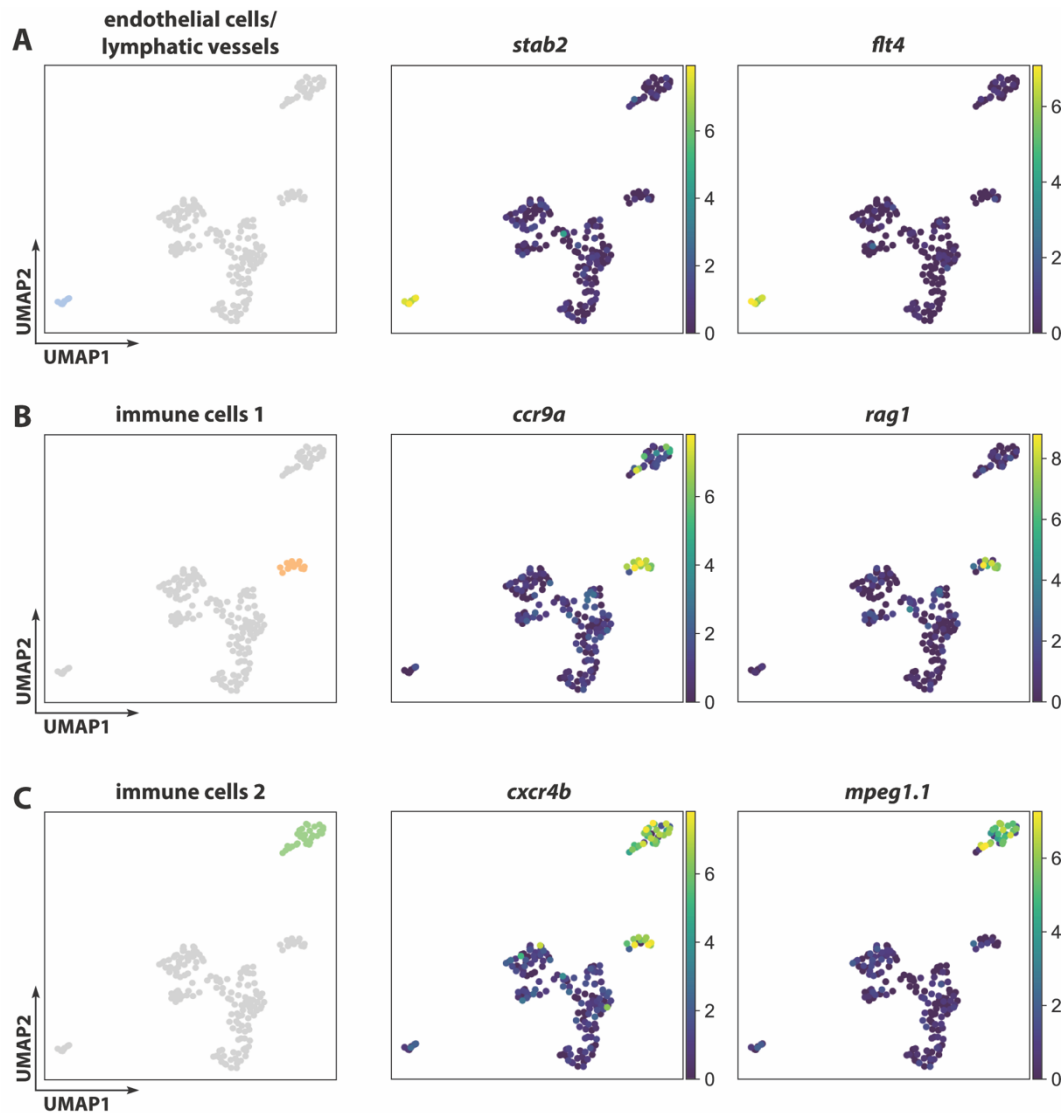 A
endothelial cells/
lymphatic vessels
stab2
flt4
UMAP2
UMAP1
6
4
2
0
6
4
2
0
B
immune cells 1
ccr9a
rag1
UMAP2
UMAP1
6
4
2
0
8
6
4
2
0
C
immune cells 2
cxcr4b
mpeg1.1
UMAP2
UMAP1
6
4
2
0
6
4
2
0